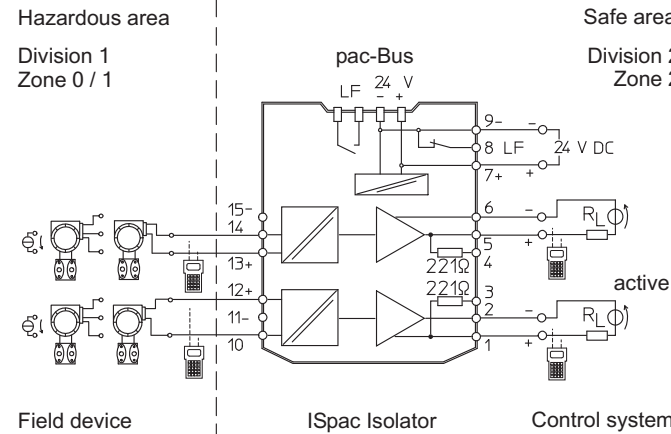 Hazardous area
Safe area
Division 1
Zone 0 / 1
pac-Bus
Division 2
Zone 2
LF
24 V
- +
9-
8 LF
24 V DC
7+
-
+
15-
14
13+
6
5
4
221Ω
-
+
RL
12+
11-
10
221Ω
3
2
1
active
-
+
RL
Field device
ISpac Isolator
Control system